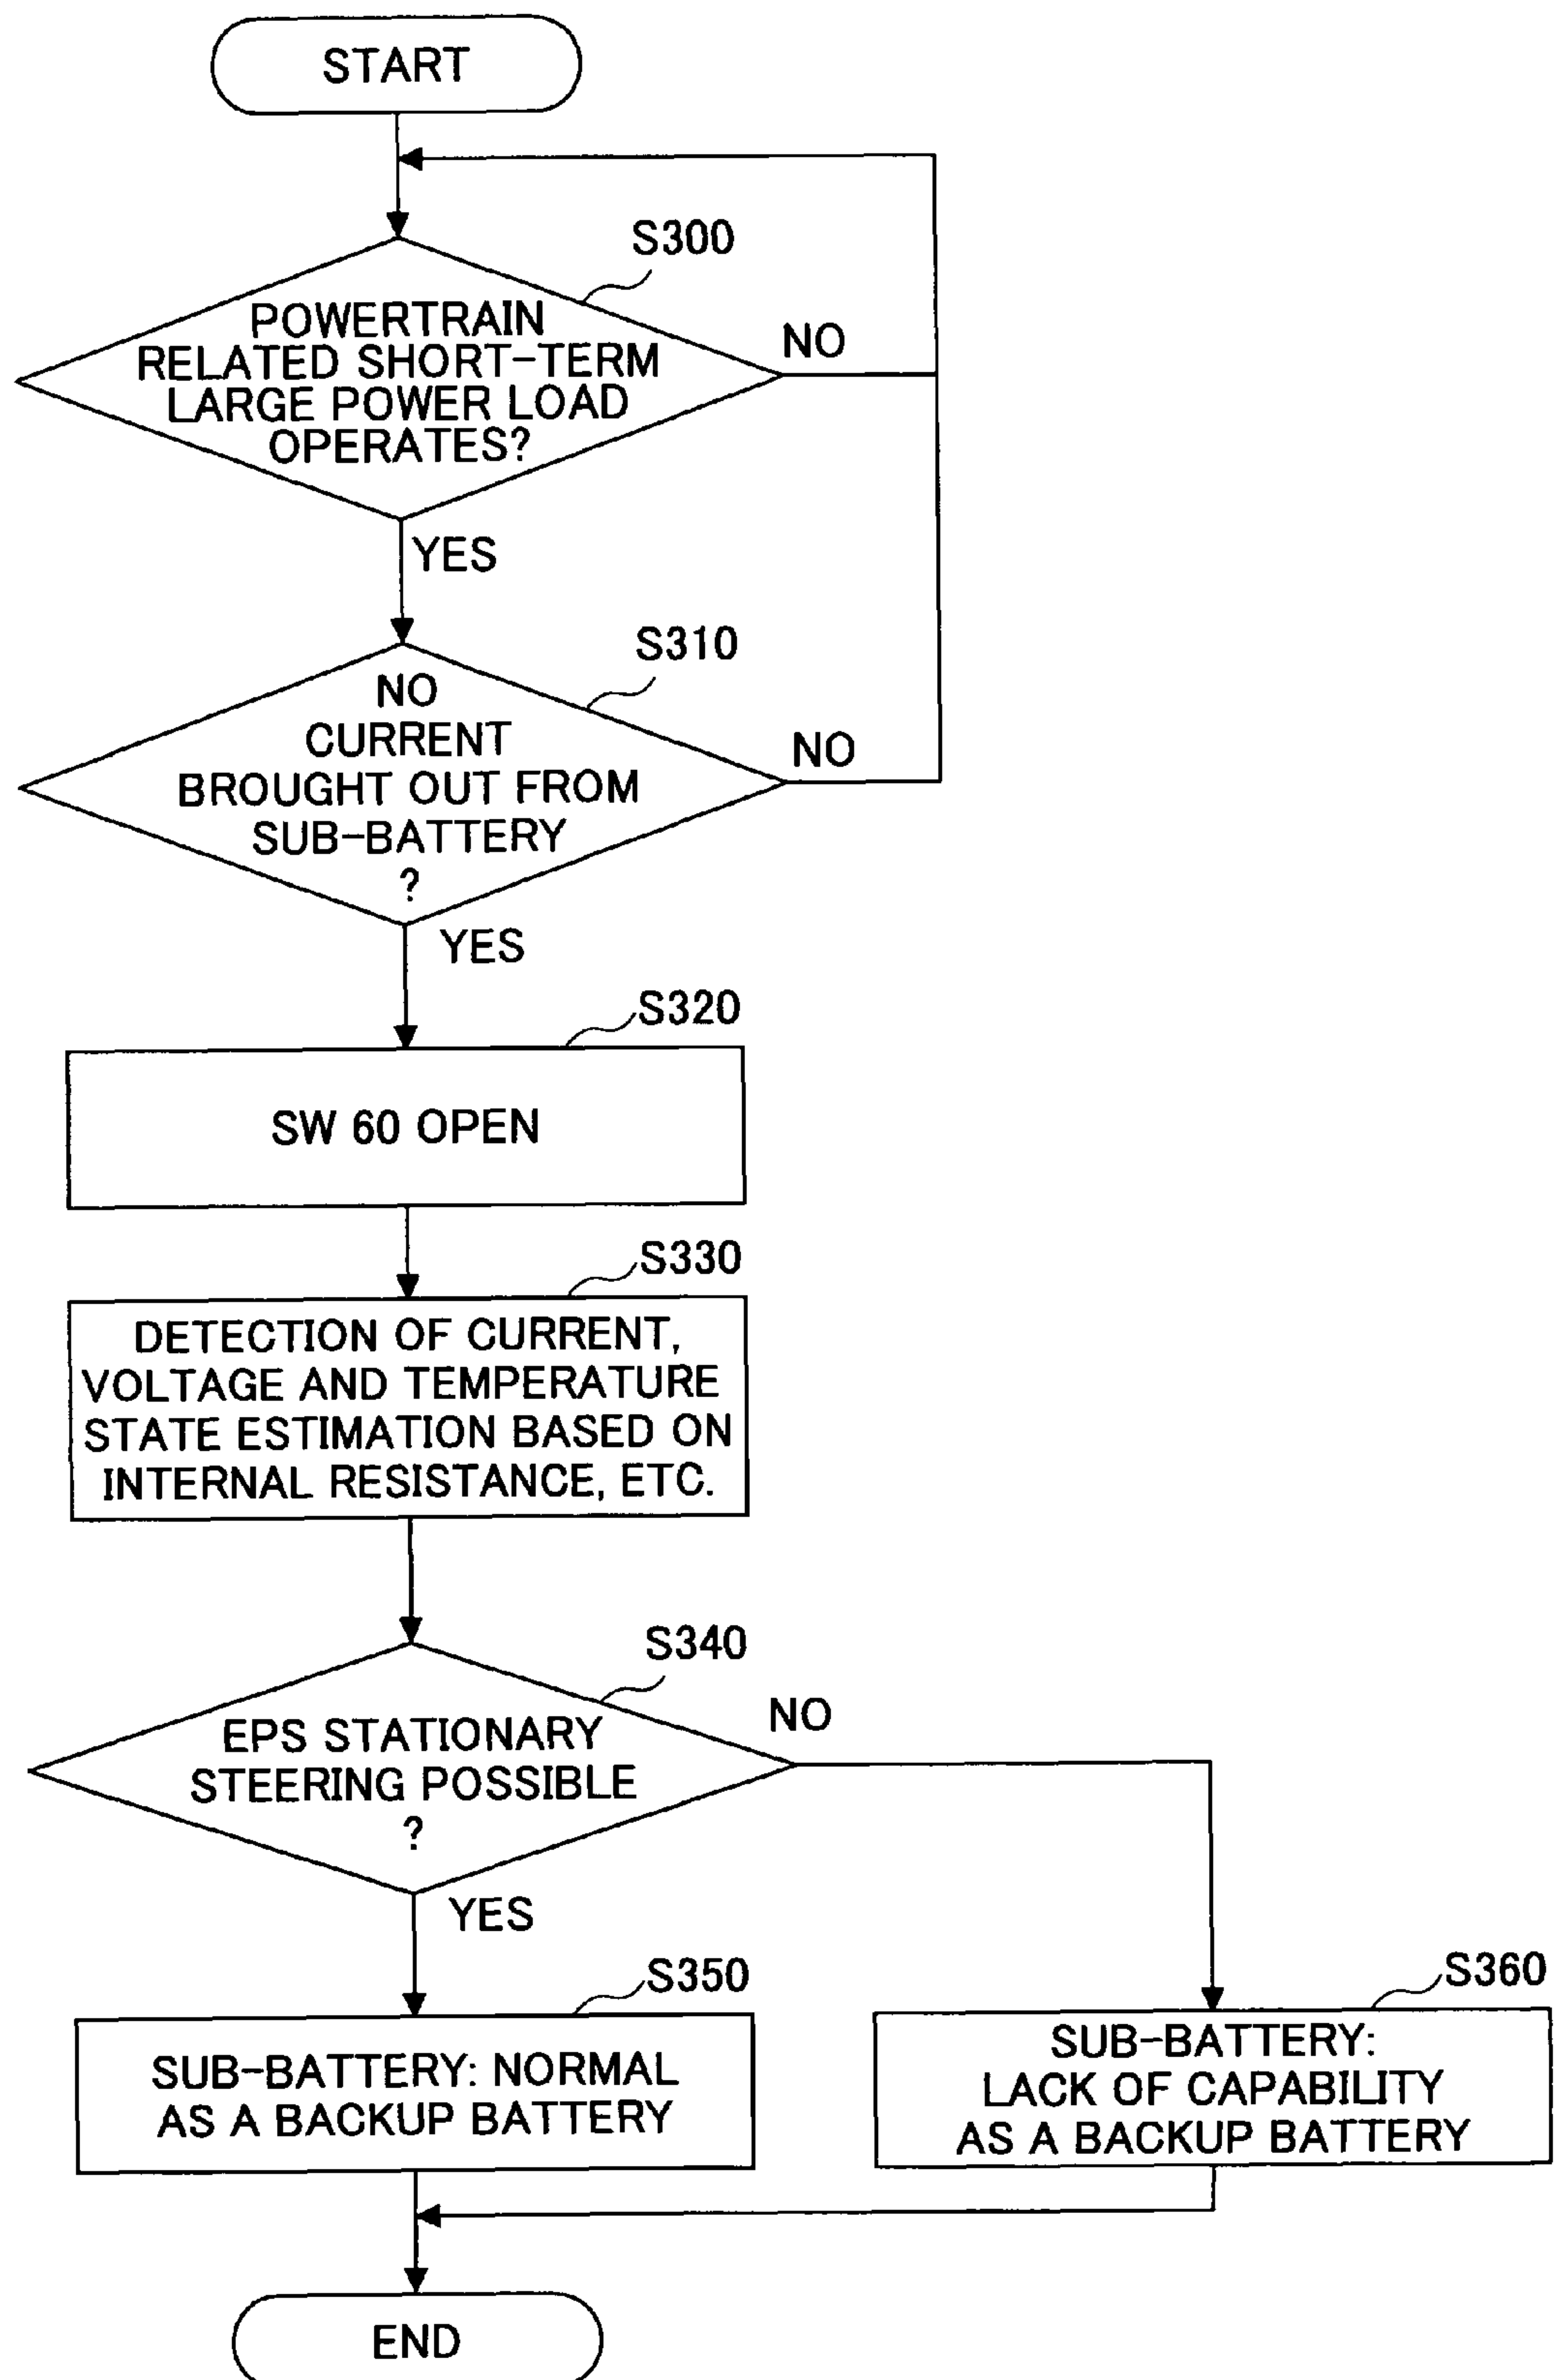 START
S300
POWERTRAIN
RELATED SHORT-TERM
LARGE POWER LOAD
OPERATES?
NO
YES
S310
NO
CURRENT
BROUGHT OUT FROM
SUB-BATTERY
?
NO
YES
S320
SW 60 OPEN
S330
DETECTION OF CURRENT,
VOLTAGE AND TEMPERATURE
STATE ESTIMATION BASED ON
INTERNAL RESISTANCE, ETC.
S340
EPS STATIONARY
STEERING POSSIBLE
?
NO
YES
S350
SUB-BATTERY: NORMAL
AS A BACKUP BATTERY
S360
SUB-BATTERY:
LACK OF CAPABILITY
AS A BACKUP BATTERY
END